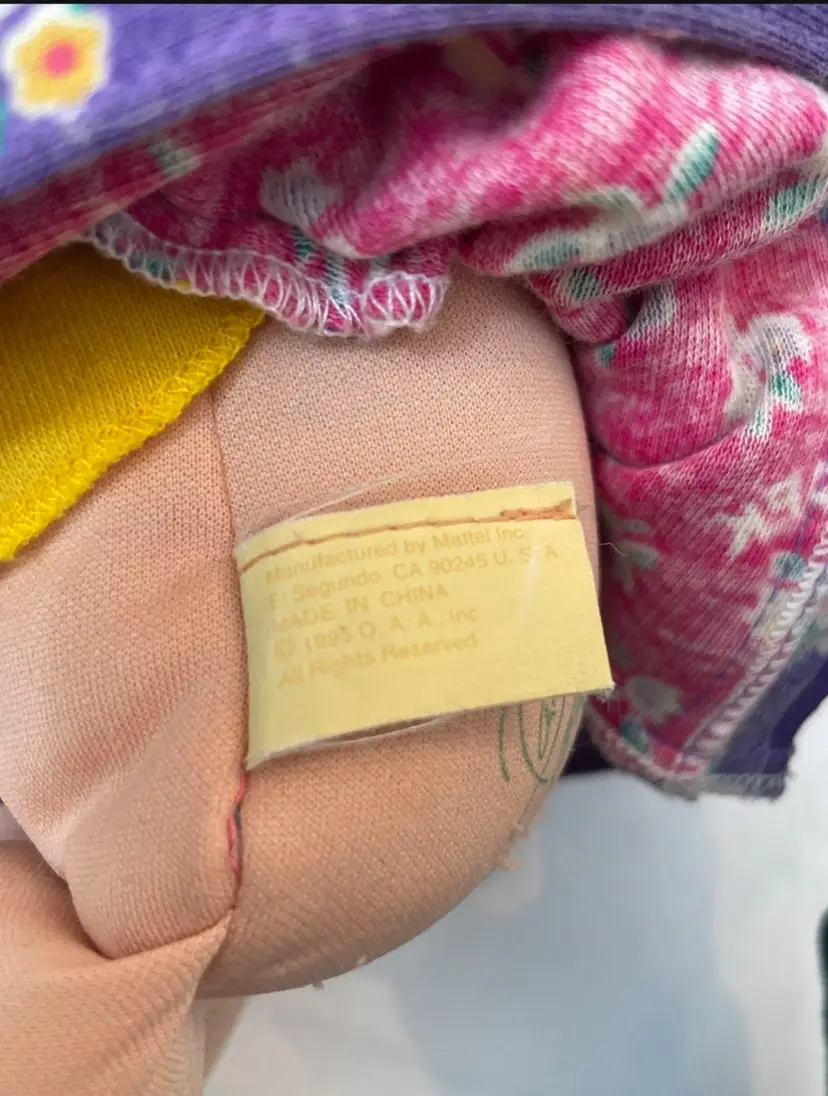 Manufactured by Mattel Inc.
El Segundo CA 90245 U. S. A.
MADE IN CHINA
© 1995 O. A. A., Inc
All Rights Reserved